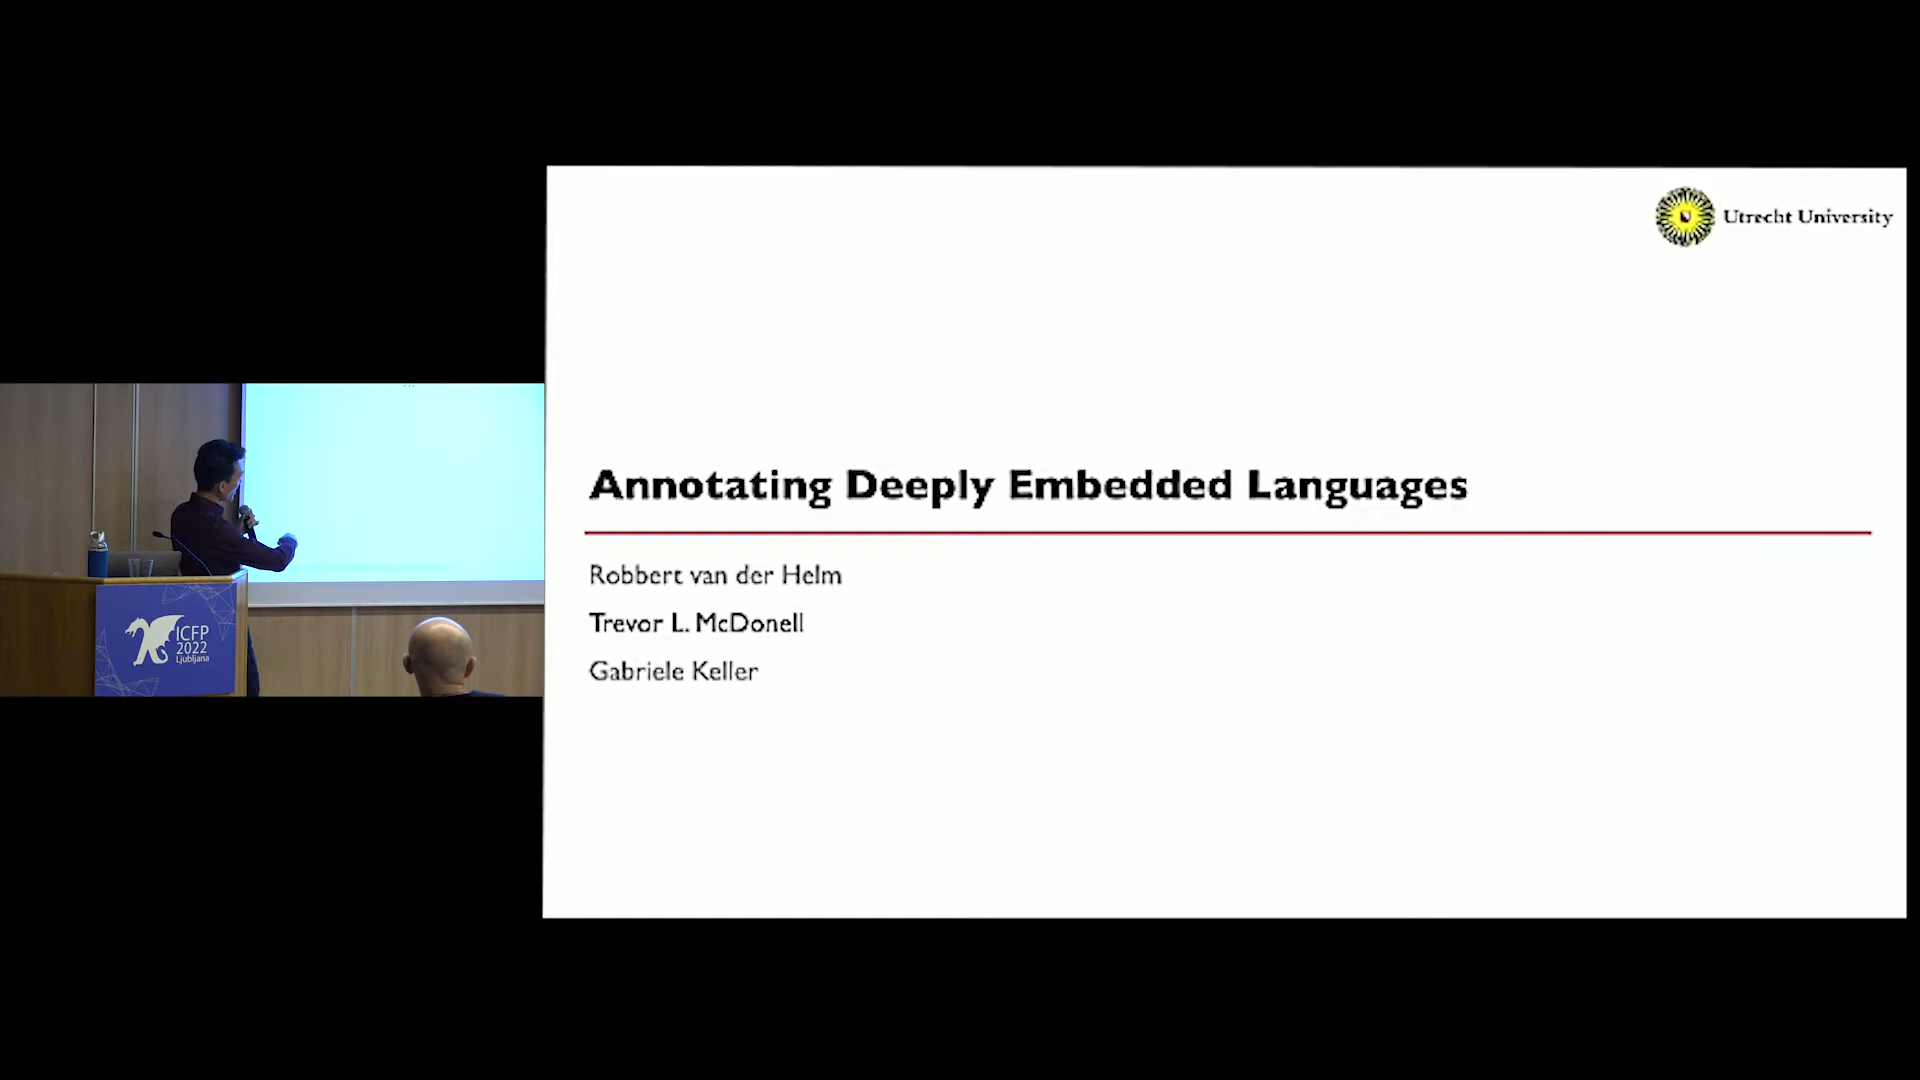 Utrecht University
Annotating Deeply Embedded Languages
Robbert van der Helm
Trevor L. McDonell
Gabriele Keller
ICFP
2022
Ljubljana